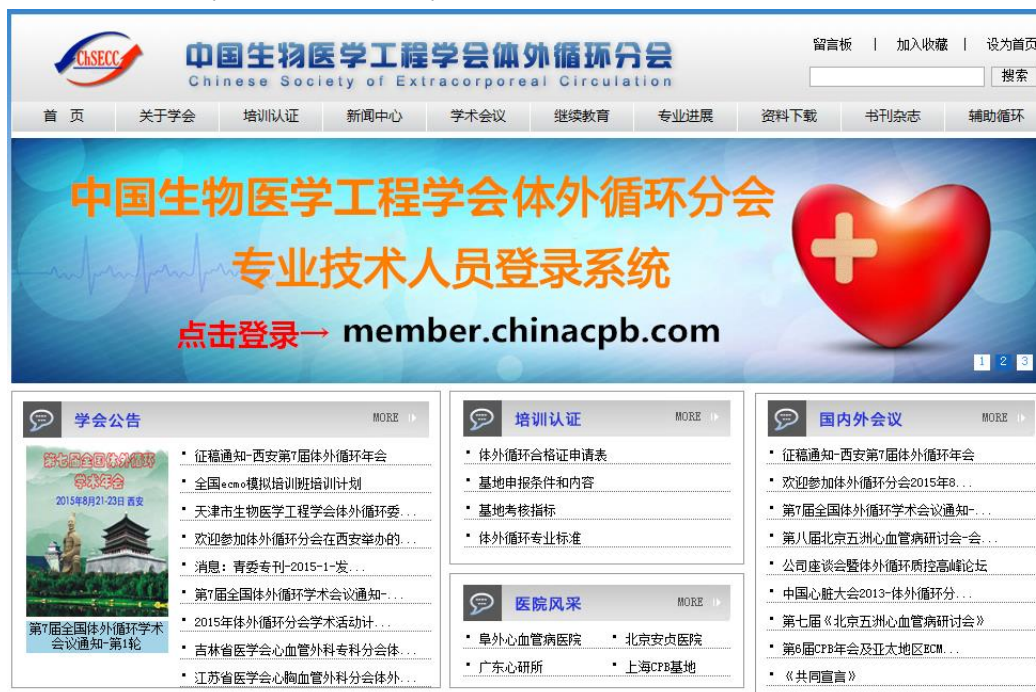 ChSECC
中国生物医学工程学会体外循环分会
Chinese Society of Extracorporeal Circulation
留言板 | 加入收藏 | 设为首页
搜索
首 页 关于学会 培训认证 新闻中心 学术会议 继续教育 专业进展 资料下载 书刊杂志 辅助循环
中国生物医学工程学会体外循环分会
专业技术人员登录系统
点击登录→ member.chinacpb.com
1 2 3
学会公告 MORE
第七届全国体外循环
学术年会
2015年8月21-23日 西安
第7届全国体外循环学术
会议通知-第1轮
征稿通知-西安第7届体外循环年会
全国ecmo模拟培训班培训计划
天津市生物医学工程学会体外循环委...
欢迎参加体外循环分会在西安举办的...
消息：青委专刊-2015-1-发...
第7届全国体外循环学术会议通知-...
2015年体外循环分会学术活动计...
吉林省医学会心血管外科专科分会体...
江苏省医学会心胸血管外科分会体外...
培训认证 MORE
体外循环合格证申请表
基地申报条件和内容
基地考核指标
体外循环专业标准
医院风采 MORE
阜外心血管病医院 北京安贞医院
广东心研所 上海CPB基地
国内外会议 MORE
征稿通知-西安第7届体外循环年会
欢迎参加体外循环分会2015年8...
第7届全国体外循环学术会议通知-...
第八届北京五洲心血管病研讨会-会...
公司座谈会暨体外循环质控高峰论坛
中国心脏大会2013-体外循环分...
第七届《北京五洲心血管病研讨会》
第6届CPB年会及亚太地区ECM...
《共同宣言》